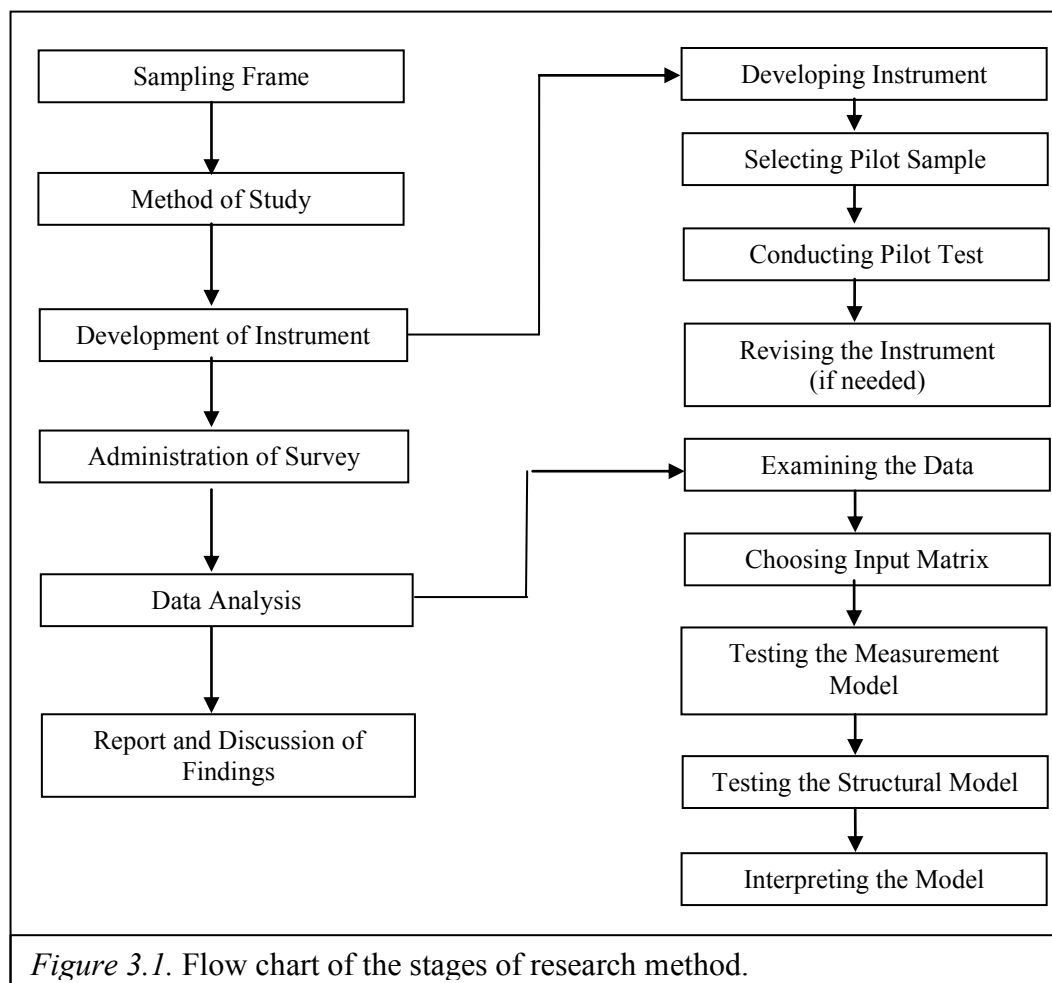 Sampling Frame
Method of Study
Development of Instrument
Administration of Survey
Data Analysis
Report and Discussion of
Findings
Developing Instrument
Selecting Pilot Sample
Conducting Pilot Test
Revising the Instrument
(if needed)
Examining the Data
Choosing Input Matrix
Testing the Measurement
Model
Testing the Structural Model
Interpreting the Model
Figure 3.1. Flow chart of the stages of research method.